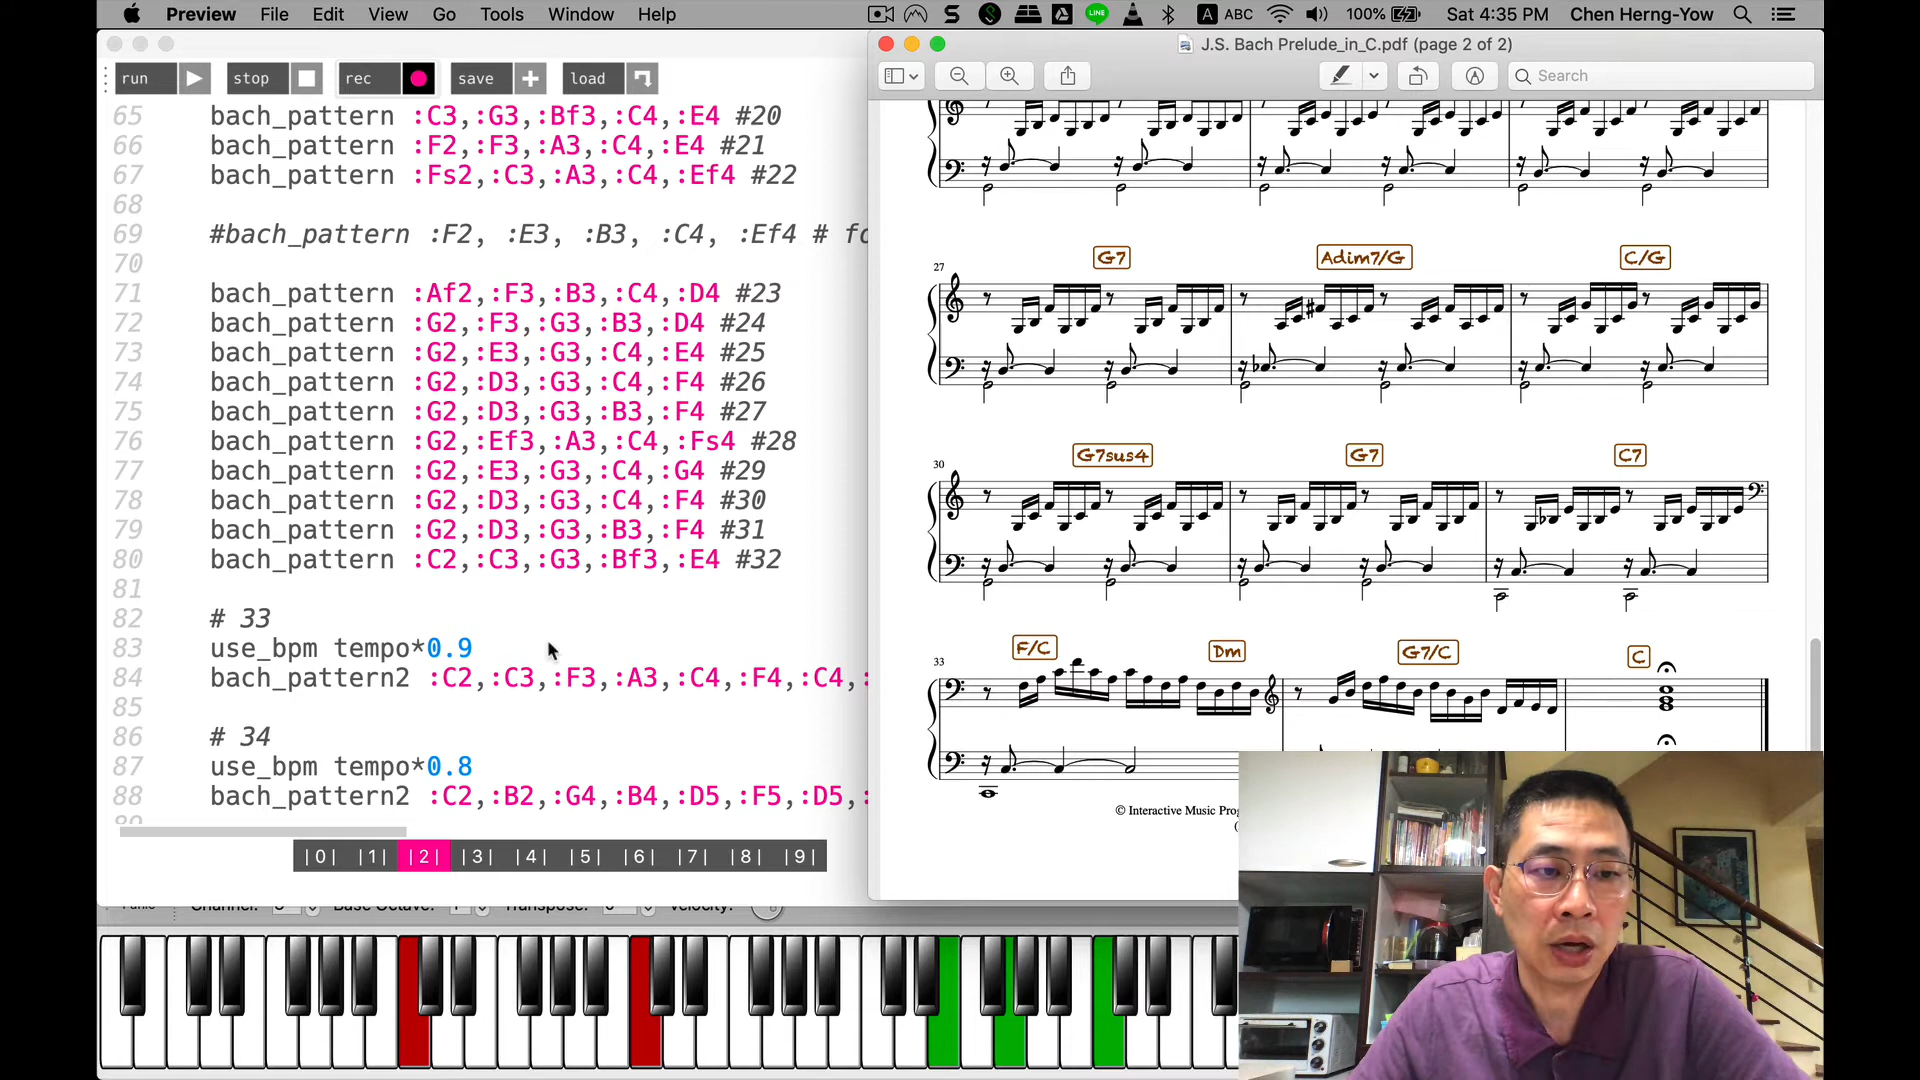 Preview File Edit View Go Tools Window Help
A ABC 100% Sat 4:35 PM Chen Herng-Yow
run stop rec save load
65 bach_pattern :C3,:G3,:Bf3,:C4,:E4 #20
66 bach_pattern :F2,:F3,:A3,:C4,:E4 #21
67 bach_pattern :Fs2,:C3,:A3,:C4,:Ef4 #22
68
69 #bach_pattern :F2, :E3, :B3, :C4, :Ef4 # fo
70
71 bach_pattern :Af2,:F3,:B3,:C4,:D4 #23
72 bach_pattern :G2,:F3,:G3,:B3,:D4 #24
73 bach_pattern :G2,:E3,:G3,:C4,:E4 #25
74 bach_pattern :G2,:D3,:G3,:C4,:F4 #26
75 bach_pattern :G2,:D3,:G3,:B3,:F4 #27
76 bach_pattern :G2,:Ef3,:A3,:C4,:Fs4 #28
77 bach_pattern :G2,:E3,:G3,:C4,:G4 #29
78 bach_pattern :G2,:D3,:G3,:C4,:F4 #30
79 bach_pattern :G2,:D3,:G3,:B3,:F4 #31
80 bach_pattern :C2,:C3,:G3,:Bf3,:E4 #32
81
82 # 33
83 use_bpm tempo*0.9
84 bach_pattern2 :C2,:C3,:F3,:A3,:C4,:F4,:C4,:
85
86 # 34
87 use_bpm tempo*0.8
88 bach_pattern2 :C2,:B2,:G4,:B4,:D5,:F5,:D5,:
|0| |1| |2| |3| |4| |5| |6| |7| |8| |9|
Channel: Base Octave: Transpose: Velocity:
J.S. Bach Prelude_in_C.pdf (page 2 of 2)
Search
27 G7 Adim7/G C/G
30 G7sus4 G7 C7
33 F/C Dm G7/C C
© Interactive Music Prog